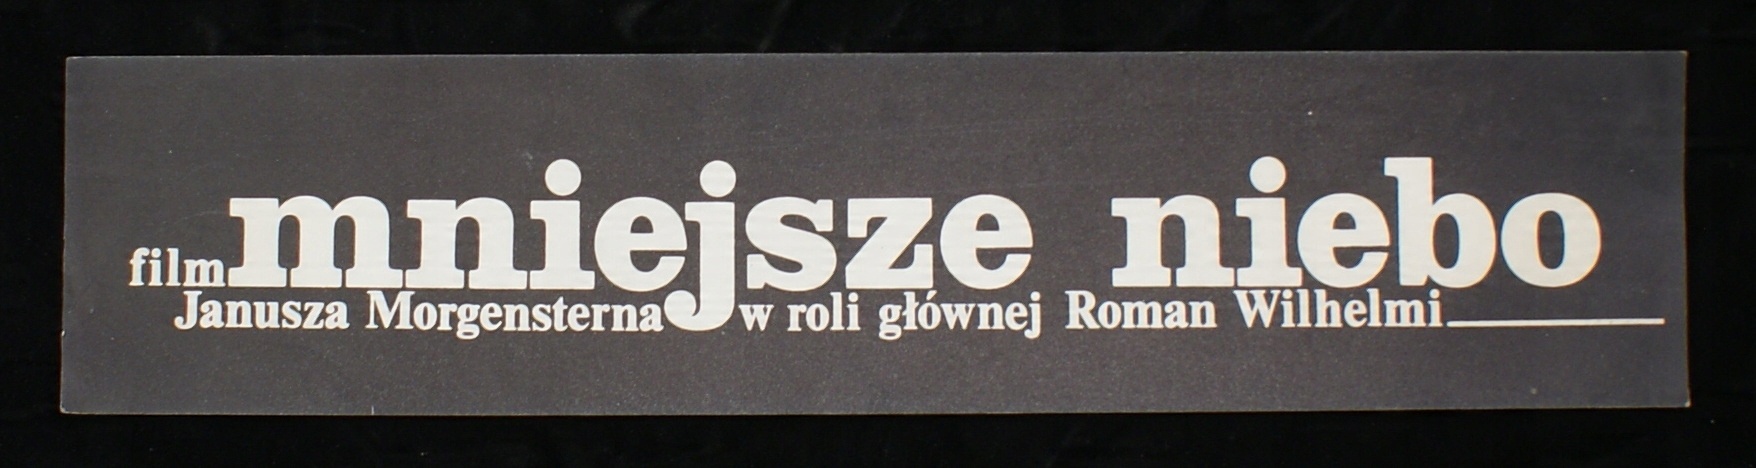 film mniejsze niebo
Janusza Morgensterna w roli głównej Roman Wilhelmi